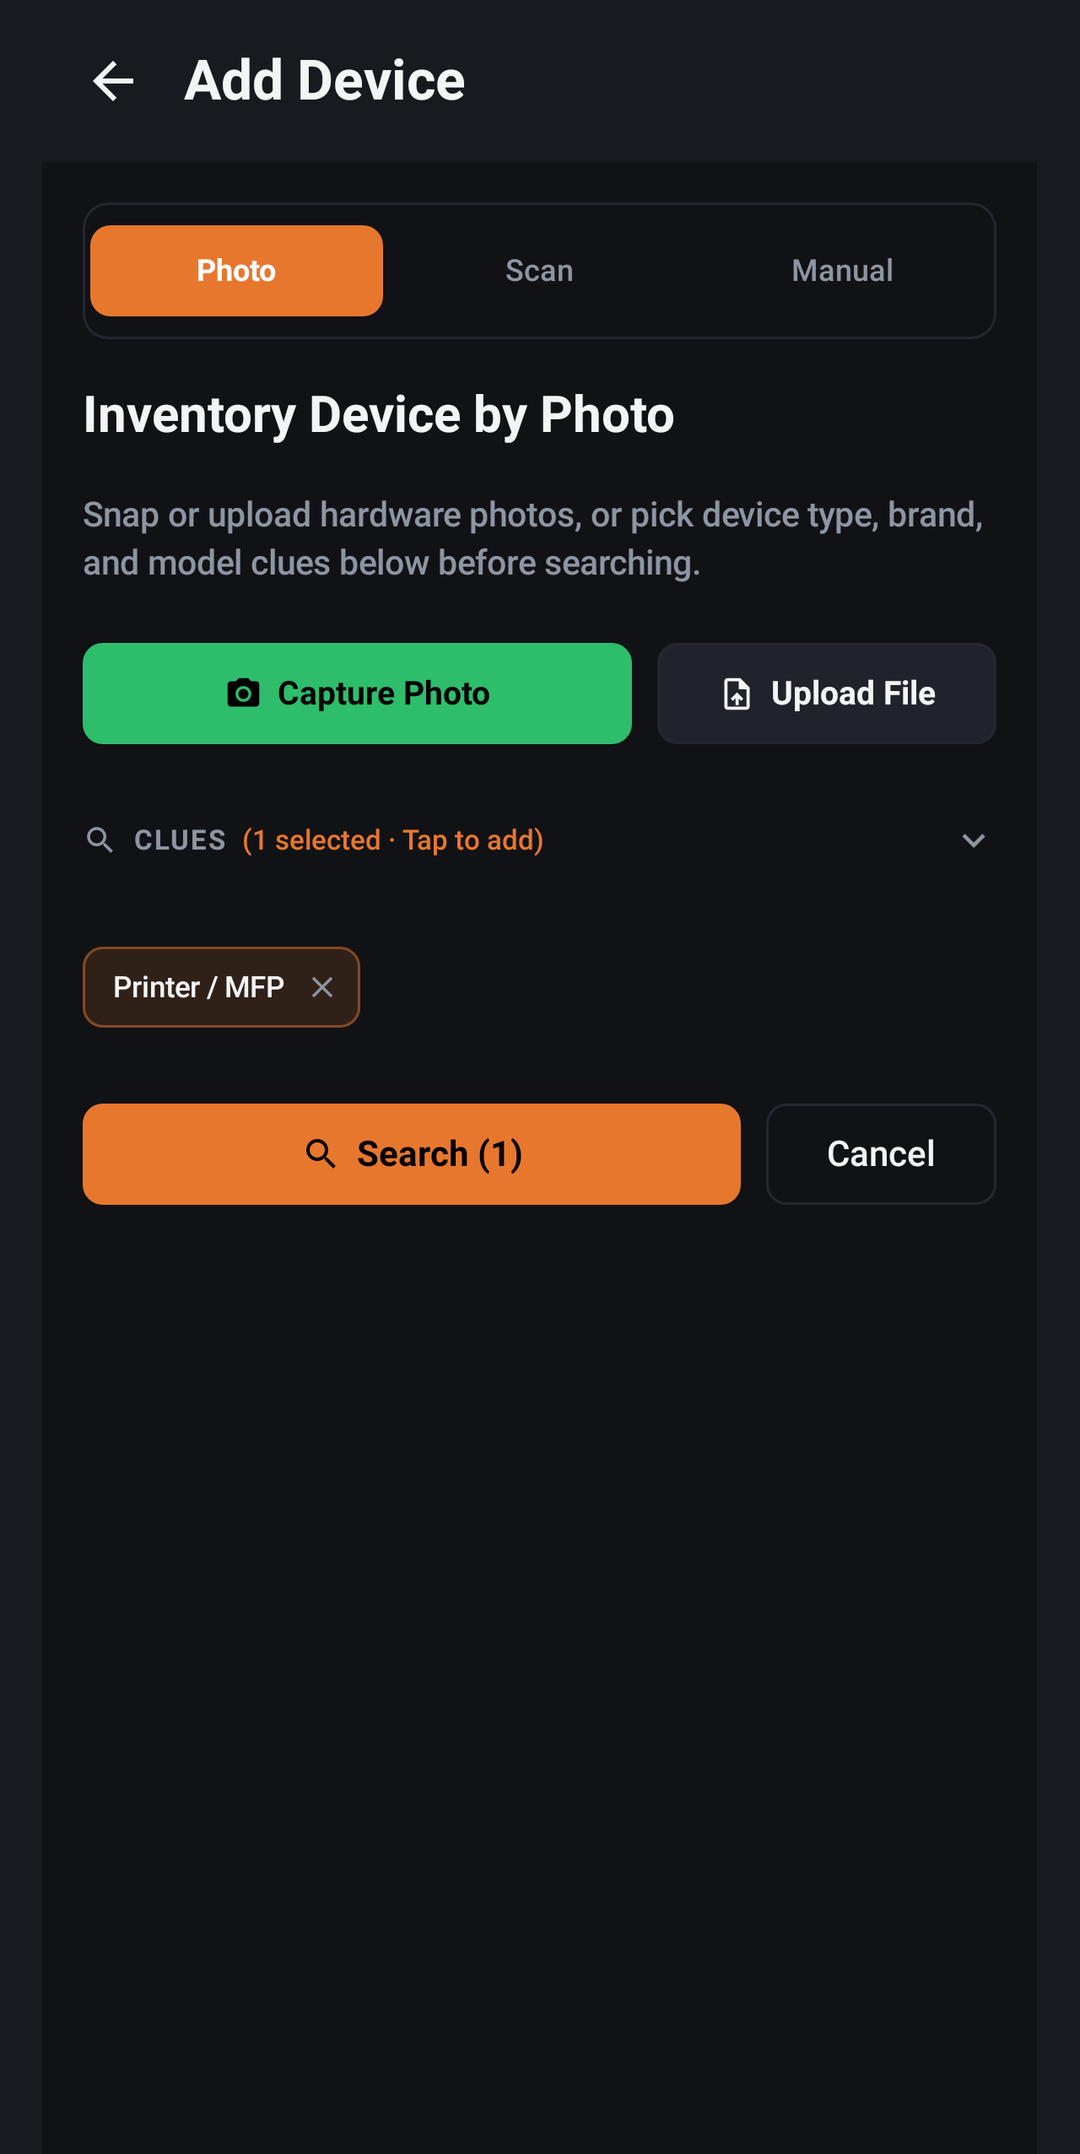 Add Device
Photo
Scan
Manual
Inventory Device by Photo
Snap or upload hardware photos, or pick device type, brand,
and model clues below before searching.
Capture Photo
Upload File
CLUES (1 selected · Tap to add)
Printer / MFP
Search (1)
Cancel